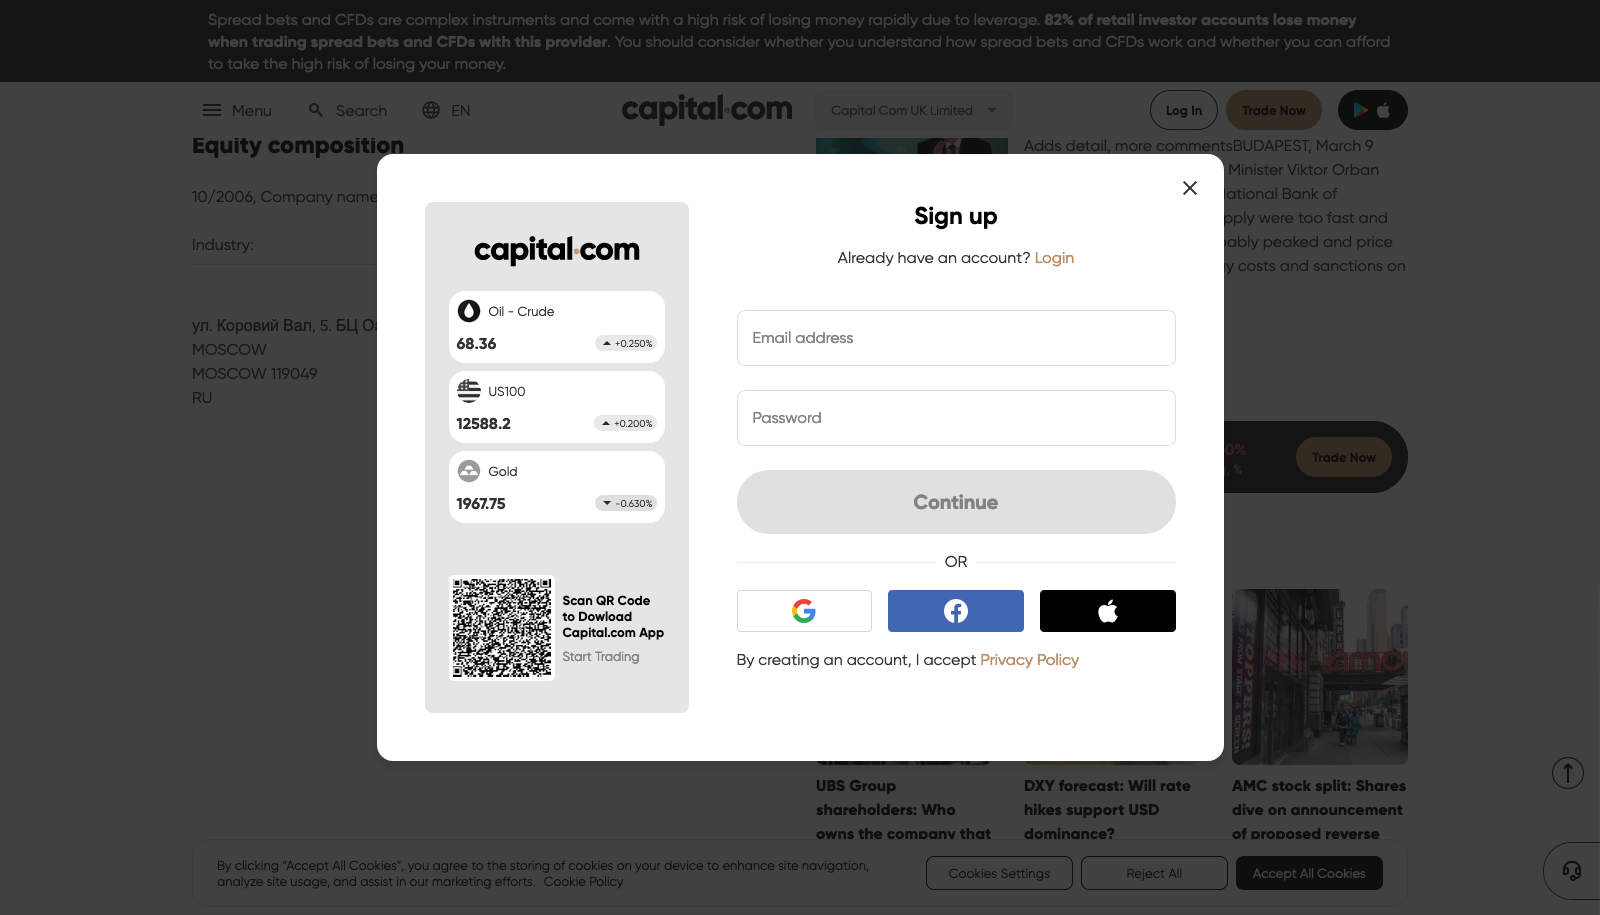 Spread bets and CFDs are complex instruments and come with a high risk of losing money rapidly due to leverage. 82% of retail investor accounts lose money
when trading spread bets and CFDs with this provider. You should consider whether you understand how spread bets and CFDs work and whether you can afford
to take the high risk of losing your money.
Menu
Search
EN
capital.com
Capital Com UK Limited
Log In
Trade Now
Equity composition
10/2006, Company name
Industry:
ул. Коровий Вал, 5. БЦ
MOSCOW
MOSCOW 119049
RU
Adds detail, more commentsBUDAPEST, March 9
Minister Viktor Orban
National Bank of
were too fast and
peaked and price
costs and sanctions on
Sign up
Already have an account? Login
capital.com
Oil - Crude
68.36
+0.250%
US100
12588.2
+0.200%
Gold
1967.75
-0.630%
Scan QR Code
to Dowload
Capital.com App
Start Trading
Email address
Password
Continue
OR
By creating an account, I accept Privacy Policy
Trade Now
TOPPERS
AMC
UBS Group
shareholders: Who
owns the company that
DXY forecast: Will rate
hikes support USD
dominance?
AMC stock split: Shares
dive on announcement
of proposed reverse
By clicking “Accept All Cookies”, you agree to the storing of cookies on your device to enhance site navigation,
analyze site usage, and assist in our marketing efforts. Cookie Policy
Cookies Settings
Reject All
Accept All Cookies